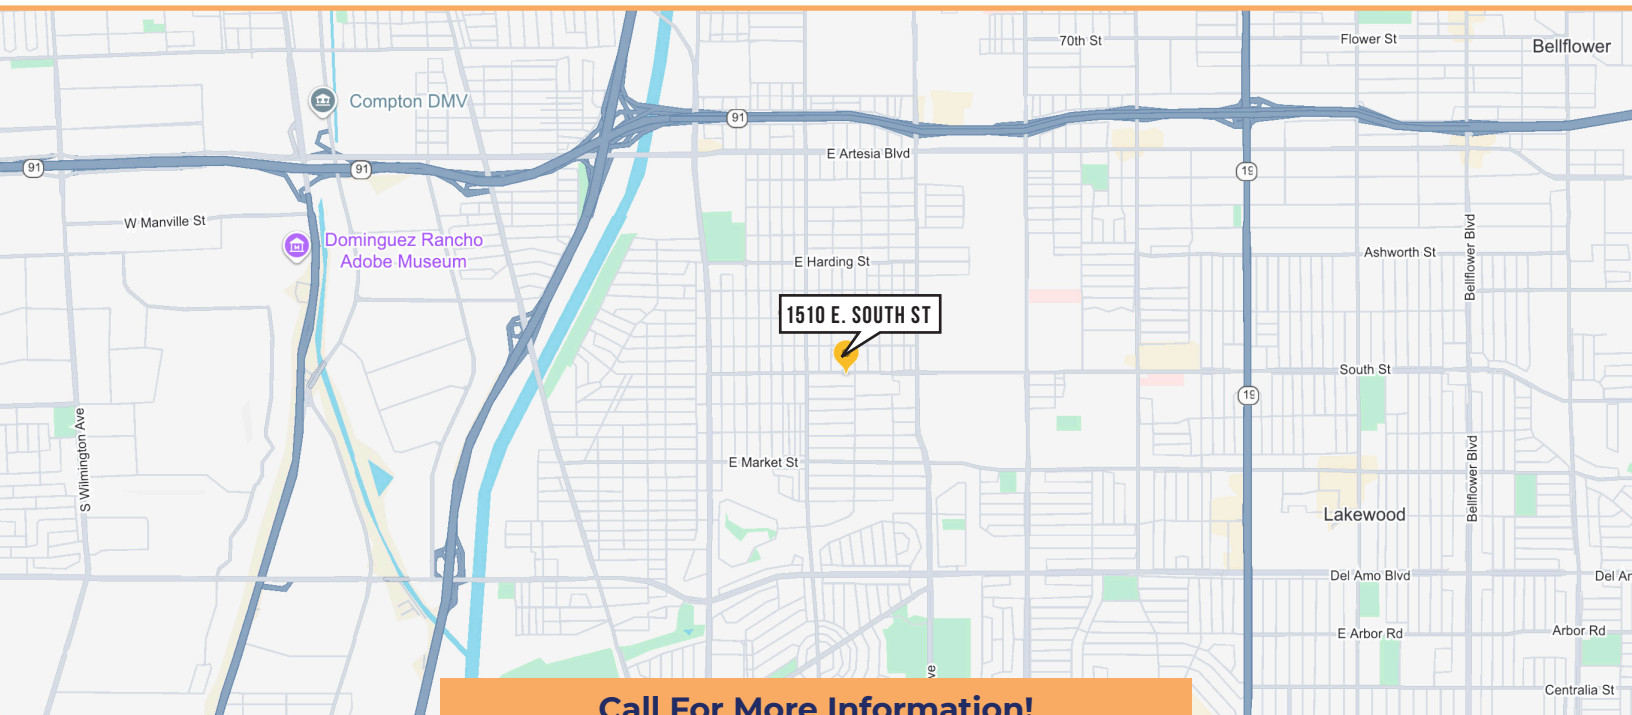 70th St
Flower St
Bellflower
Compton DMV
91
E Artesia Blvd
91
91
19
W Manville St
Dominguez Rancho
Adobe Museum
E Harding St
Ashworth St
Bellflower Blvd
1510 E. SOUTH ST
South St
19
S Wilmington Ave
E Market St
Bellflower Blvd
Lakewood
Del Amo Blvd
Del Ar
E Arbor Rd
Arbor Rd
ve
Centralia St
Call For More Information!